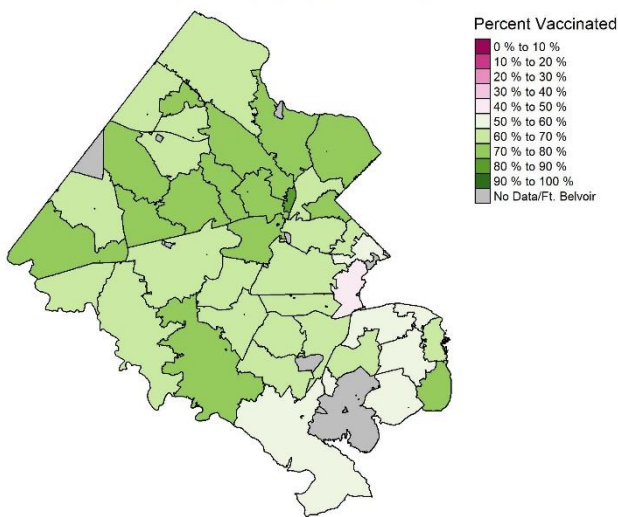 Percent Vaccinated
0 % to 10 %
10 % to 20 %
20 % to 30 %
30 % to 40 %
40 % to 50 %
50 % to 60 %
60 % to 70 %
70 % to 80 %
80 % to 90 %
90 % to 100 %
No Data/Ft. Belvoir